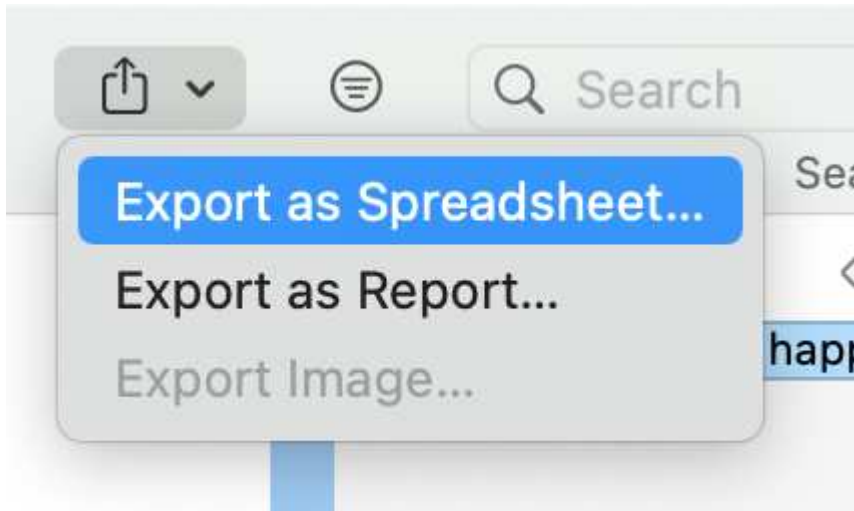 Search
Export as Spreadsheet...
Export as Report...
Export Image...